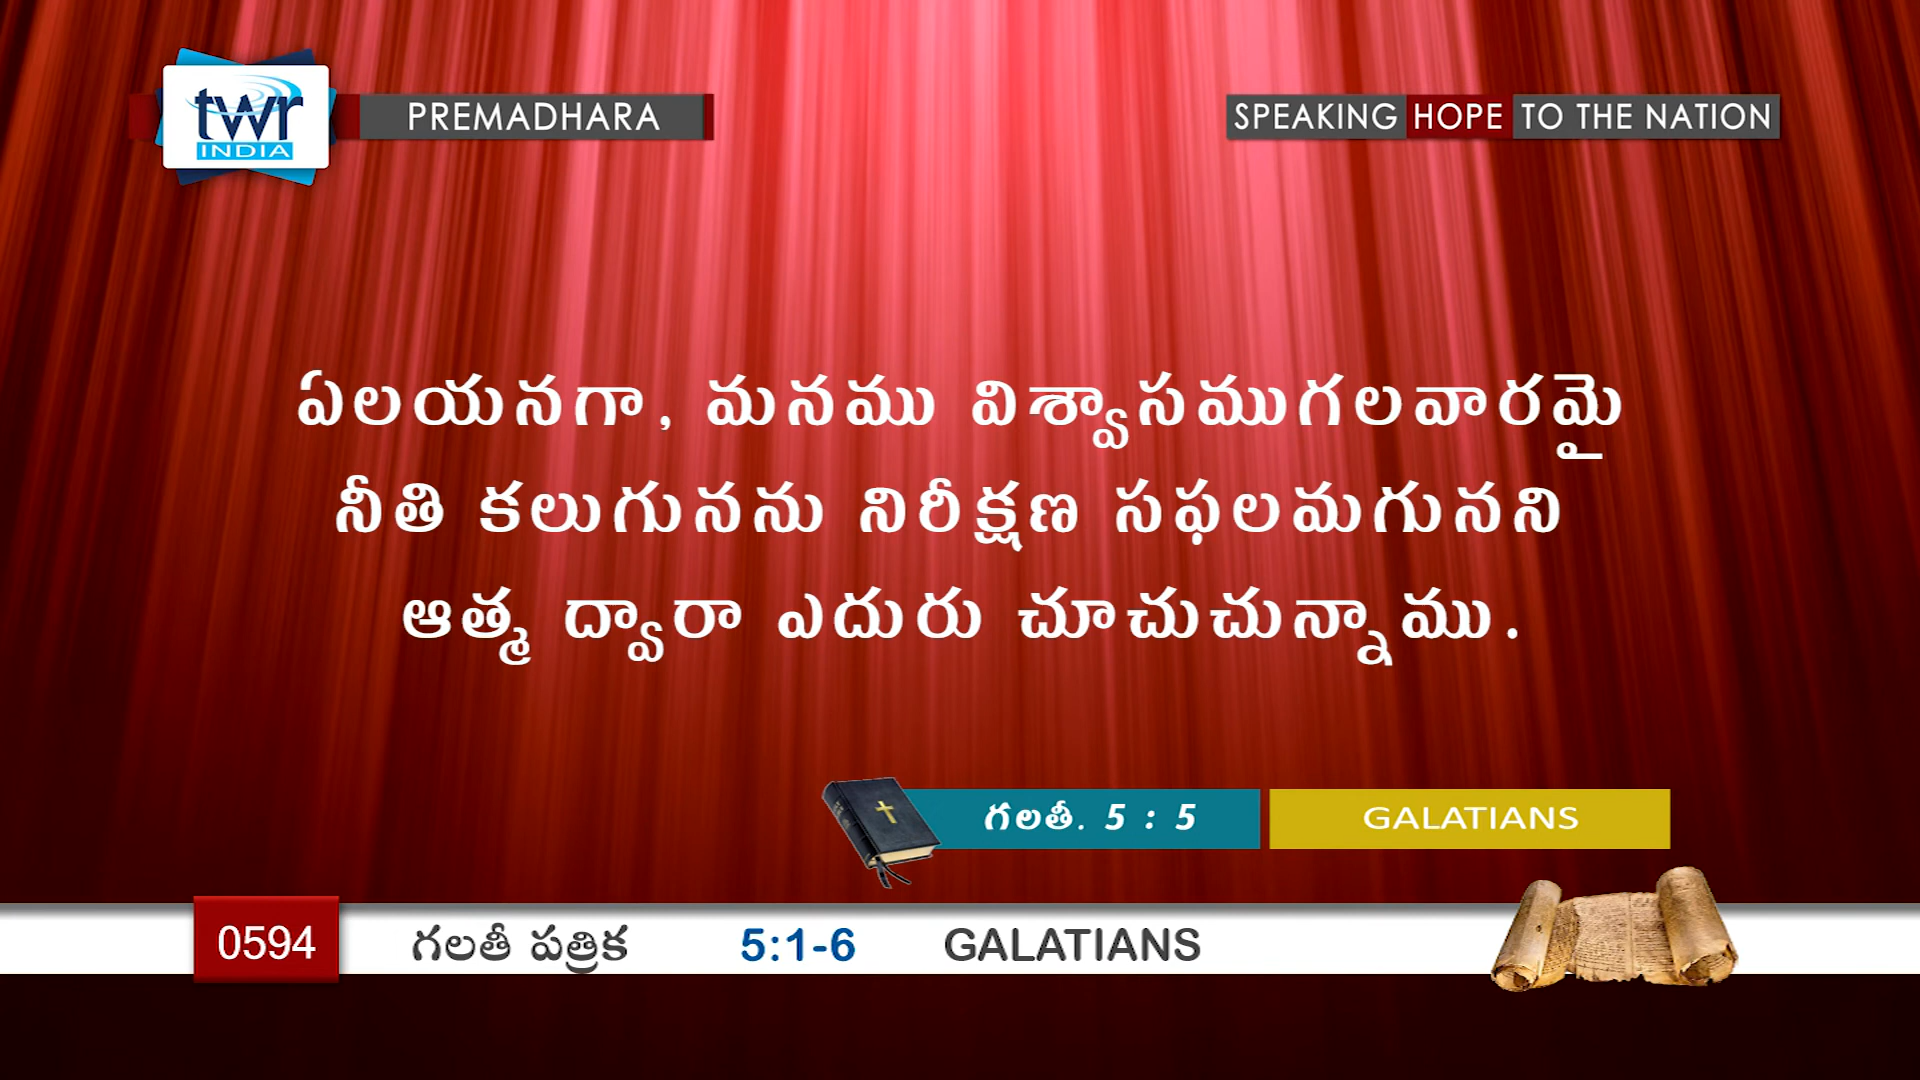 twr
INDIA
PREMADHARA
SPEAKING HOPE TO THE NATION
ఏలయనగా, మనము విశ్వాసముగలవారమై
నీతి కలుగునను నిరీక్షణ సఫలమగునని
ఆత్మ ద్వారా ఎదురు చూచుచున్నాము.
గలతీ. 5 : 5
GALATIANS
0594
గలతీ పత్రిక
5:1-6
GALATIANS